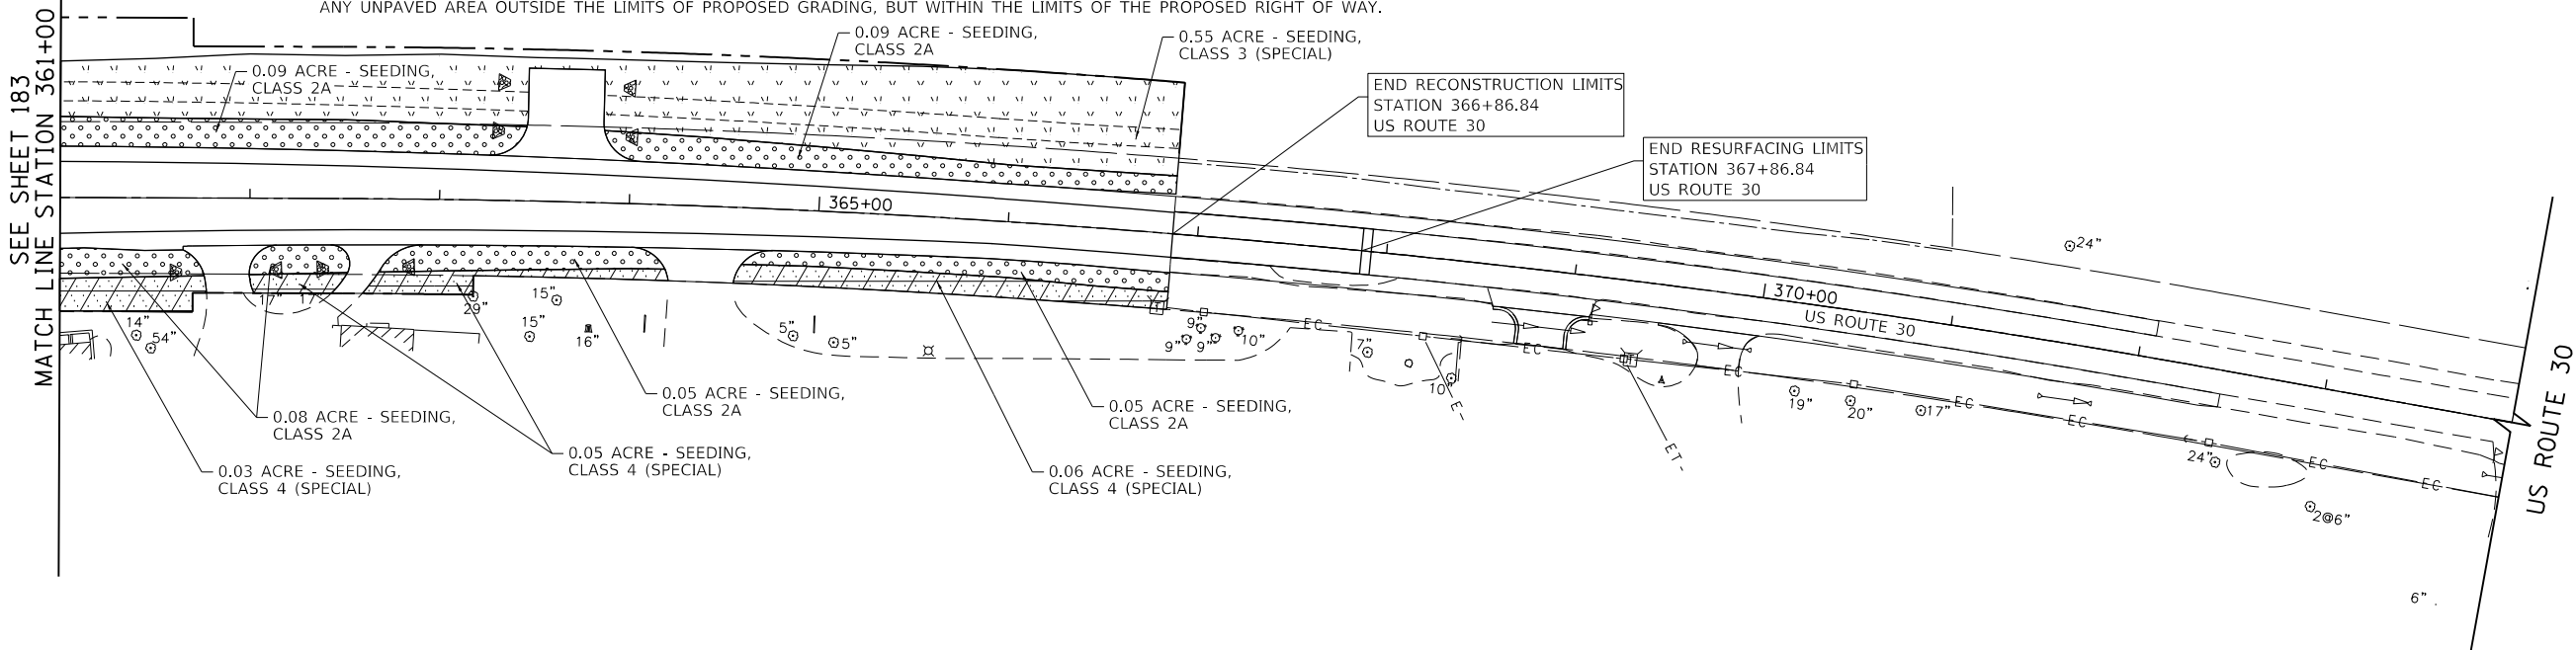 ANY UNPAVED AREA OUTSIDE THE LIMITS OF PROPOSED GRADING, BUT WITHIN THE LIMITS OF THE PROPOSED RIGHT OF WAY.
SEE SHEET 183
MATCH LINE STATION 361+00
0.09 ACRE - SEEDING,
CLASS 2A
0.09 ACRE - SEEDING,
CLASS 2A
0.55 ACRE - SEEDING,
CLASS 3 (SPECIAL)
END RECONSTRUCTION LIMITS
STATION 366+86.84
US ROUTE 30
END RESURFACING LIMITS
STATION 367+86.84
US ROUTE 30
365+00
370+00
US ROUTE 30
24"
17"
17"
29"
15"
15"
16"
14"
54"
5"
5"
9"
9"
9"
10"
7"
10"
19"
20"
17"
24"
2@6"
6"
EC
EC
EC
EC
EC
EC
EC
E-
ET-
0.08 ACRE - SEEDING,
CLASS 2A
0.03 ACRE - SEEDING,
CLASS 4 (SPECIAL)
0.05 ACRE - SEEDING,
CLASS 4 (SPECIAL)
0.05 ACRE - SEEDING,
CLASS 2A
0.05 ACRE - SEEDING,
CLASS 2A
0.06 ACRE - SEEDING,
CLASS 4 (SPECIAL)
US ROUTE 30